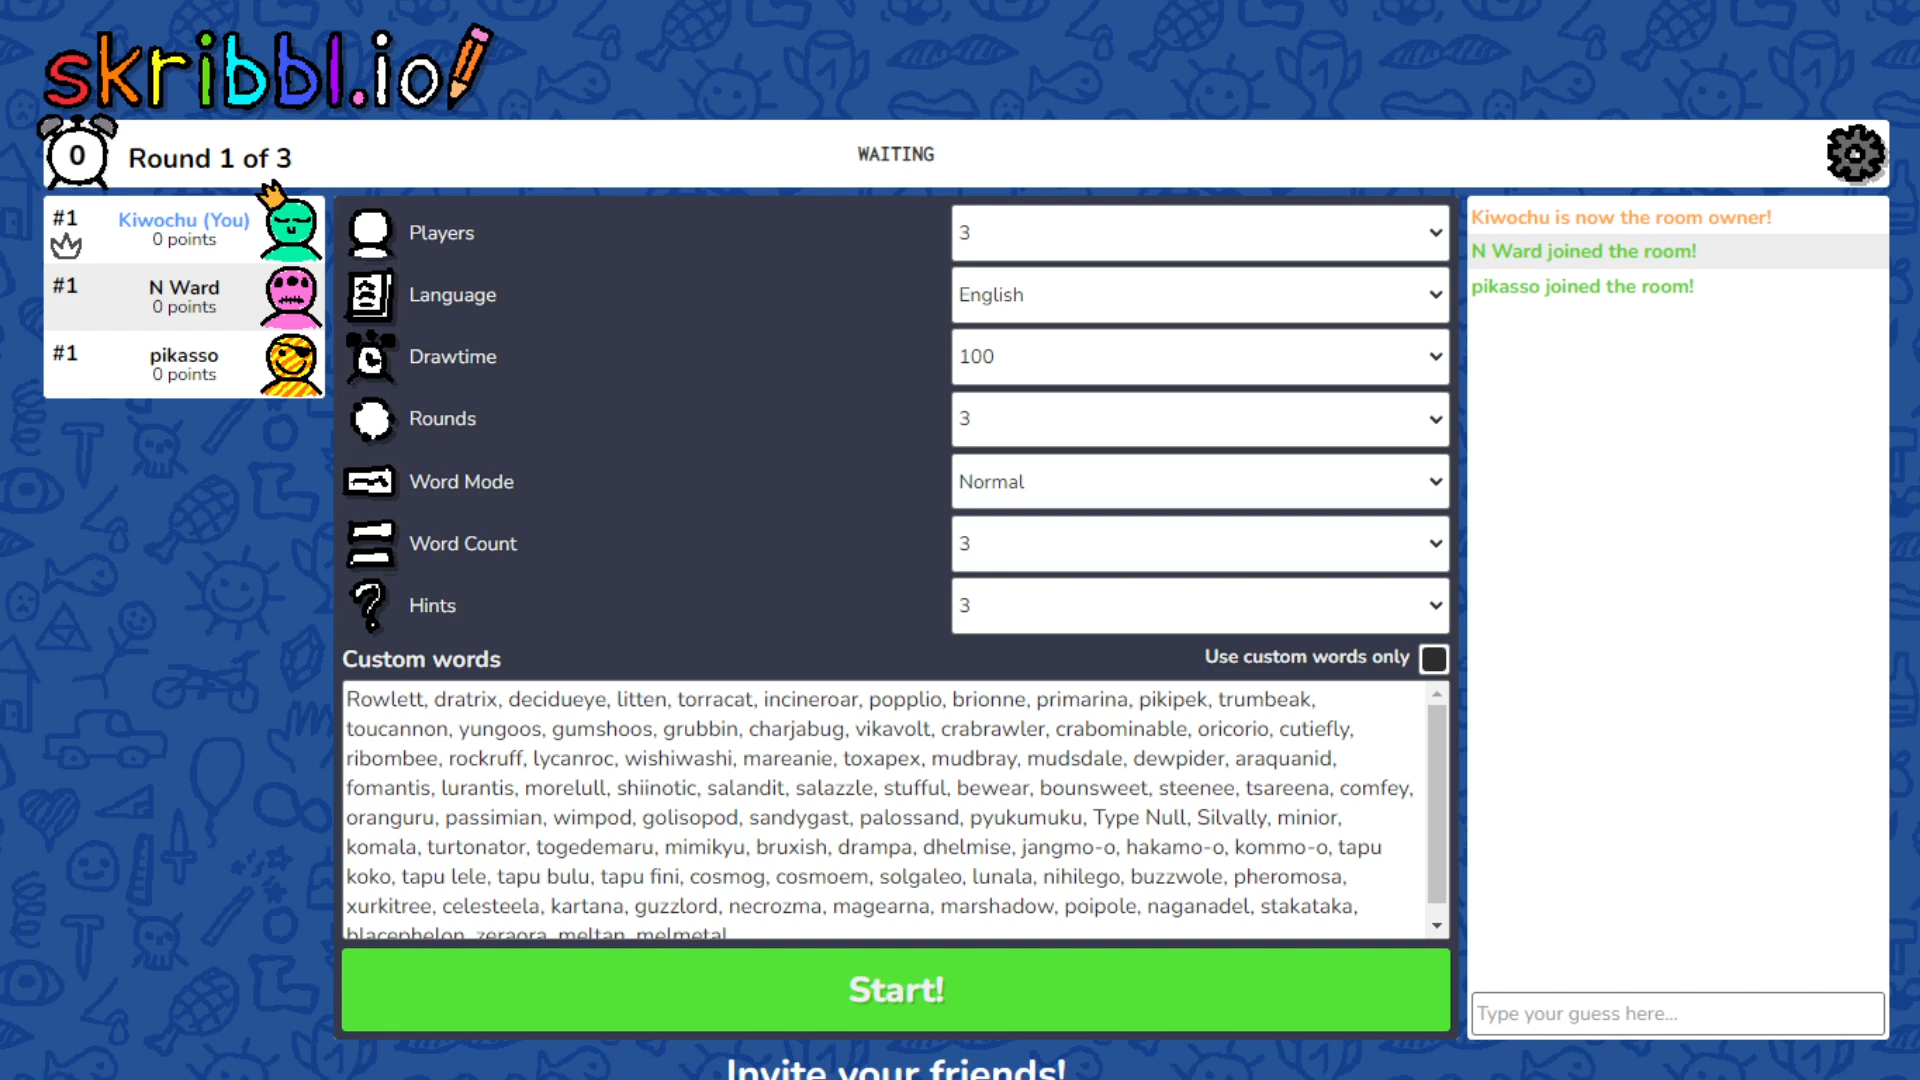 skribbl.io
0
Round 1 of 3
WAITING
#1
Kiwochu (You)
0 points
#1
N Ward
0 points
#1
pikasso
0 points
Players
3
Language
English
Drawtime
100
Rounds
3
Word Mode
Normal
Word Count
3
Hints
3
Custom words
Use custom words only
Rowlett, dratrix, decidueye, litten, torracat, incineroar, popplio, brionne, primarina, pikipek, trumbeak,
toucannon, yungoos, gumshoos, grubbin, charjabug, vikavolt, crabrawler, crabominable, oricorio, cutiefly,
ribombee, rockruff, lycanroc, wishiwashi, mareanie, toxapex, mudbray, mudsdale, dewpider, araquanid,
fomantis, lurantis, morelull, shiinotic, salandit, salazzle, stufful, bewear, bounsweet, steenee, tsareena, comfey,
oranguru, passimian, wimpod, golisopod, sandygast, palossand, pyukumuku, Type Null, Silvally, minior,
komala, turtonator, togedemaru, mimikyu, bruxish, drampa, dhelmise, jangmo-o, hakamo-o, kommo-o, tapu
koko, tapu lele, tapu bulu, tapu fini, cosmog, cosmoem, solgaleo, lunala, nihilego, buzzwole, pheromosa,
xurkitree, celesteela, kartana, guzzlord, necrozma, magearna, marshadow, poipole, naganadel, stakataka,
blacephelon, zeraora, meltan, melmetal
Start!
Kiwochu is now the room owner!
N Ward joined the room!
pikasso joined the room!
Type your guess here...
Invite your friends!